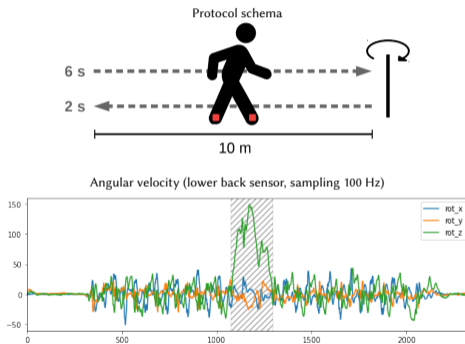 Protocol schema
6 s
2 s
10 m
Angular velocity (lower back sensor, sampling 100 Hz)
150
100
50
0
−50
rot_x
rot_y
rot_z
0
500
1000
1500
2000